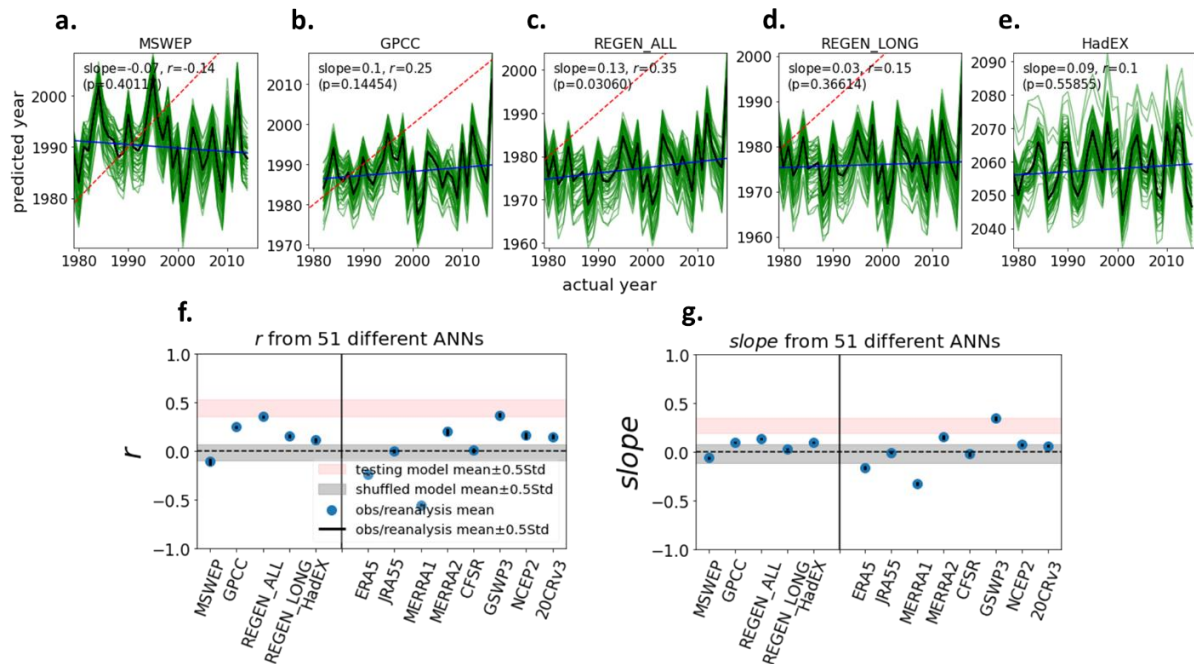 a.
b.
c.
d.
e.
MSWEP
GPCC
REGEN_ALL
REGEN_LONG
HadEX
slope=-0.07, r=-0.14
slope=0.1, r=0.25
(p=0.14454)
slope=0.13, r=0.35
(p=0.03060)
slope=0.03, r=0.15
(p=0.36614)
slope=0.09, r=0.1
(p=0.55855)
predicted year
2000
1990
1980
2010
2000
1990
1980
1970
2000
1990
1980
1970
1960
2000
1990
1980
1970
1960
2090
2080
2070
2060
2050
2040
1980 1990 2000 2010
1980 1990 2000 2010
1980 1990 2000 2010
1980 1990 2000 2010
1980 1990 2000 2010
actual year
f.
r from 51 different ANNs
r
1.0
0.5
0.0
−0.5
−1.0
testing model mean±0.5Std
shuffled model mean±0.5Std
obs/reanalysis mean
obs/reanalysis mean±0.5Std
MSWEP
GPCC
REGEN_ALL
REGEN_LONG
HadEX
ERA5
JRA55
MERRA1
MERRA2
CFSR
GSWP3
NCEP2
20CRv3
g.
slope from 51 different ANNs
slope
1.0
0.5
0.0
−0.5
−1.0
MSWEP
GPCC
REGEN_ALL
REGEN_LONG
HadEX
ERA5
JRA55
MERRA1
MERRA2
CFSR
GSWP3
NCEP2
20CRv3